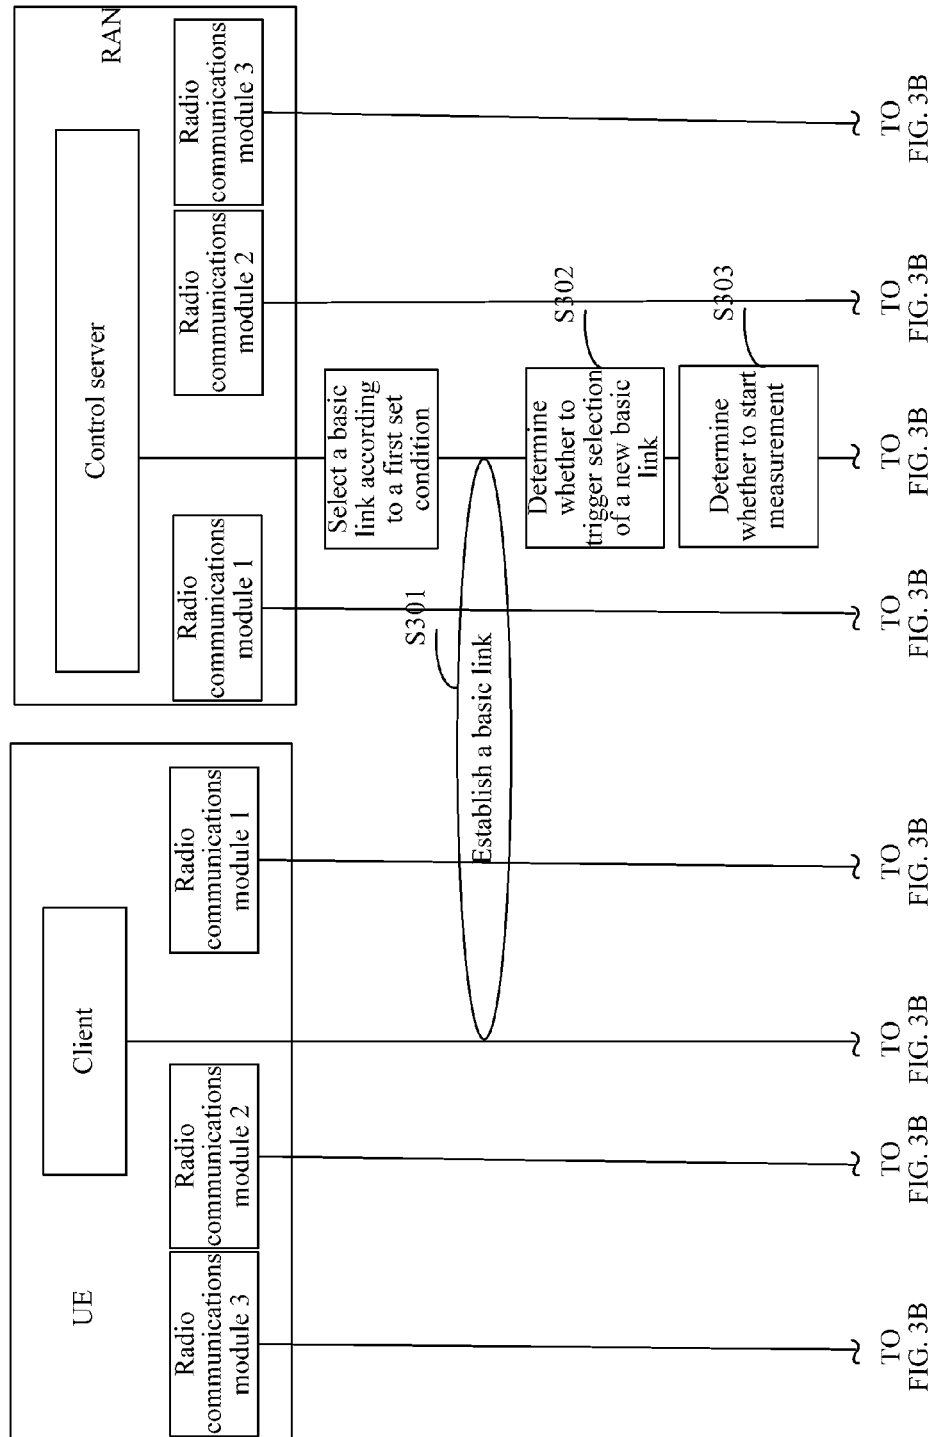 UE
Client
Radio
communications
module 3
Radio
communications
module 2
Radio
communications
module 1
RAN
Control server
Radio
communications
module 1
Radio
communications
module 2
Radio
communications
module 3
Select a basic
link according
to a first set
condition
S301
Establish a basic link
S302
Determine
whether to
trigger selection
of a new basic
link
S303
Determine
whether to start
measurement
TO
FIG. 3B
TO
FIG. 3B
TO
FIG. 3B
TO
FIG. 3B
TO
FIG. 3B
TO
FIG. 3B
TO
FIG. 3B
TO
FIG. 3B